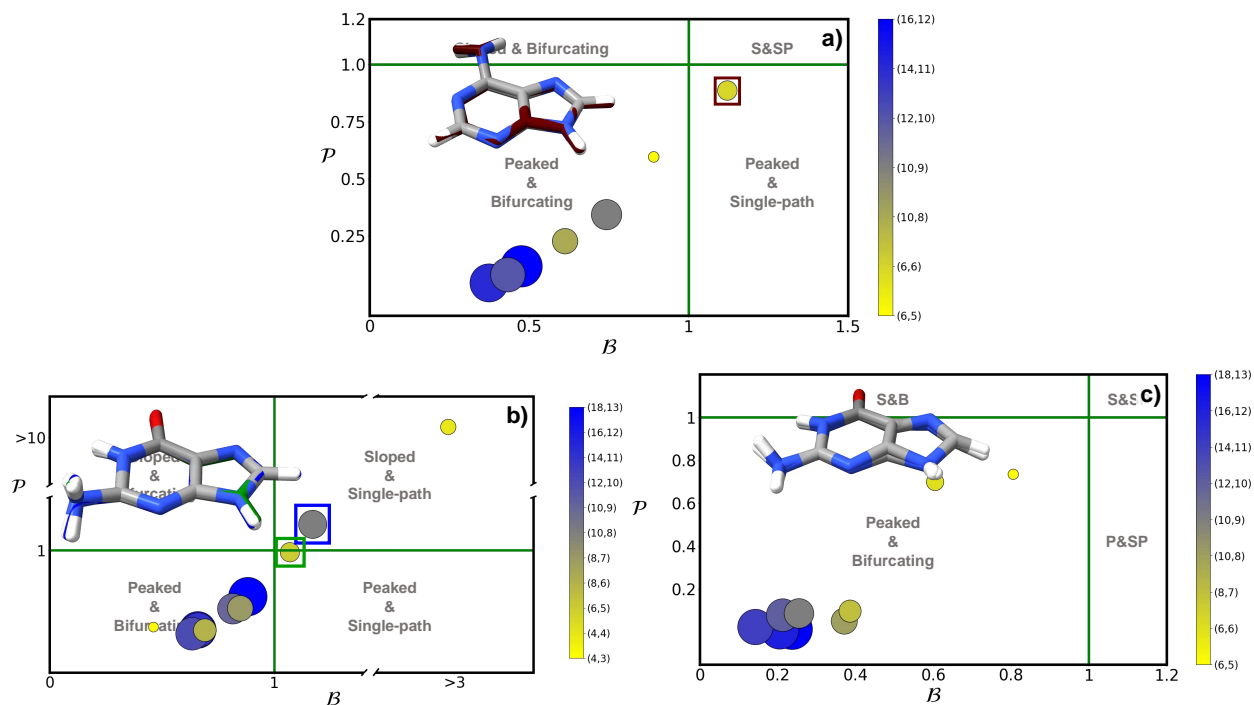 1.2
1.0
0.75
0.5
0.25
𝒫
& Bifurcating
S&SP
a)
Peaked
&
Bifurcating
Peaked
&
Single-path
0
0.5
1
1.5
ℬ
(16,12)
(14,11)
(12,10)
(10,9)
(10,8)
(6,6)
(6,5)
b)
>10
𝒫
1
&
Sloped
&
Single-path
Peaked
&
Peaked
&
Single-path
0
1
>3
ℬ
(18,13)
(16,12)
(14,11)
(12,10)
(10,9)
(8,7)
(8,6)
(6,5)
(4,4)
(4,3)
c)
S&B
1
0.8
0.6
0.4
0.2
𝒫
Peaked
&
Bifurcating
P&SP
0
0.2
0.4
0.6
0.8
1
1.2
ℬ
(18,13)
(16,12)
(14,11)
(12,10)
(10,9)
(10,8)
(8,7)
(6,6)
(6,5)